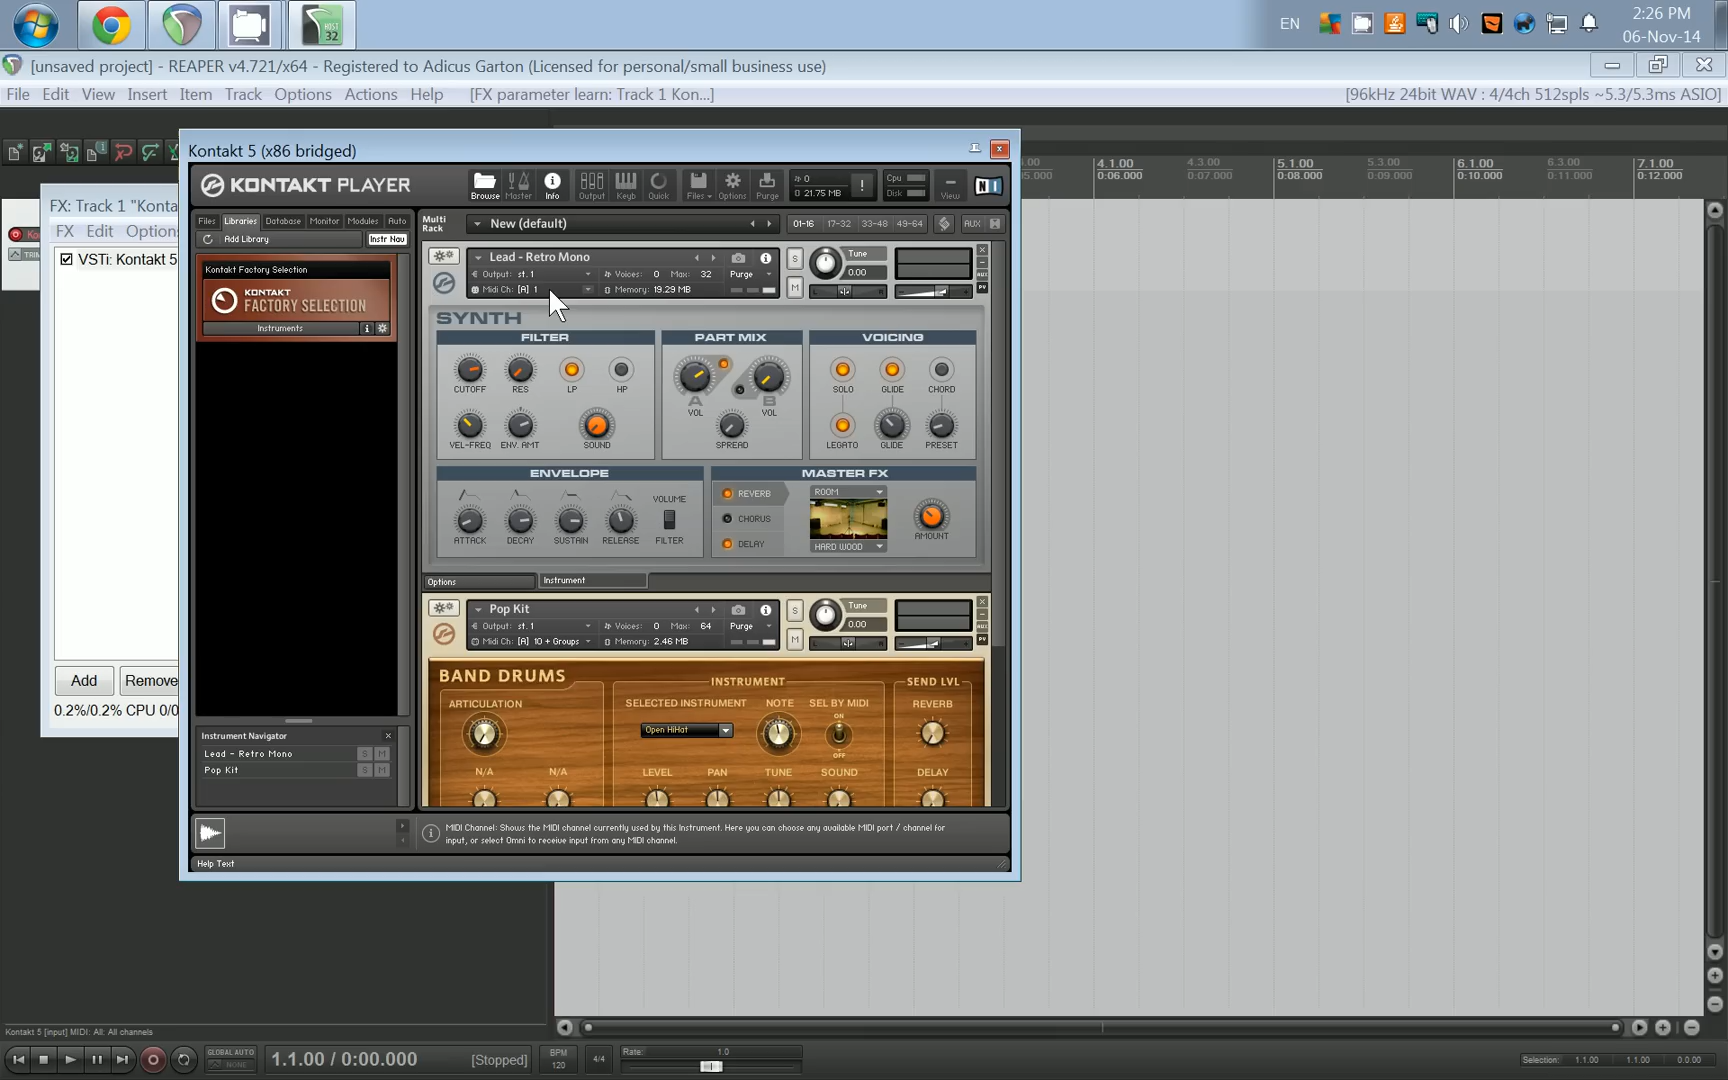 HOST 32
EN
2:26 PM
06-Nov-14
[unsaved project] - REAPER v4.721/x64 - Registered to Adicus Garton (Licensed for personal/small business use)
File Edit View Insert Item Track Options Actions Help [FX parameter learn: Track 1 Kon...]
[96kHz 24bit WAV : 4/4ch 512spls ~5.3/5.3ms ASIO]
Kontakt 5 (x86 bridged)
4.1.00 4.3.00 5.1.00 5.3.00 6.1.00 6.3.00 7.1.00
0:06.000 0:07.000 0:08.000 0:09.000 0:10.000 0:11.000 0:12.000
FX: Track 1 "Konta
FX Edit Option
VSTi: Kontakt 5
Add Remove
0.2%/0.2% CPU 0/0
KONTAKT PLAYER
Browse Master Info Output Keyb Quick Files Options Purge
0
21.75 MB
!
Cpu
Disk
View
NI
Files Libraries Database Monitor Modules Auto
Add Library
Instr Nav
Kontakt Factory Selection
KONTAKT
FACTORY SELECTION
Instruments
Multi Rack
New (default)
01-16 17-32 33-48 49-64 AUX
Lead - Retro Mono
Output: st.1 Voices: 0 Max: 32 Purge
Midi Ch: [A] 1 Memory: 19.29 MB
S
M
Tune
0.00
L R
AUX
PV
SYNTH
FILTER
CUTOFF RES LP HP
VEL-FREQ ENV. AMT SOUND
PART MIX
A B
VOL VOL
SPREAD
VOICING
SOLO GLIDE CHORD
LEGATO GLIDE PRESET
ENVELOPE
VOLUME
ATTACK DECAY SUSTAIN RELEASE FILTER
MASTER FX
REVERB
CHORUS
DELAY
ROOM
HARD WOOD
AMOUNT
Options Instrument
Pop Kit
Output: st.1 Voices: 0 Max: 64 Purge
Midi Ch: [A] 10 + Groups Memory: 2.46 MB
S
M
Tune
0.00
L R
AUX
PV
BAND DRUMS
ARTICULATION
N/A N/A
INSTRUMENT
SELECTED INSTRUMENT NOTE SEL BY MIDI
Open HiHat
ON
OFF
LEVEL PAN TUNE SOUND
SEND LVL
REVERB
DELAY
Instrument Navigator
Lead - Retro Mono S M
Pop Kit S M
MIDI Channel: Shows the MIDI channel currently used by this Instrument. Here you can choose any available MIDI port / channel for
input, or select Omni to receive input from any MIDI channel.
Help Text
Kontakt 5 [input] MIDI: All: All channels
GLOBAL AUTO
NONE
1.1.00 / 0:00.000 [Stopped]
BPM
120
4/4
Rate: 1.0
Selection: 1.1.00 1.1.00 0.0.00